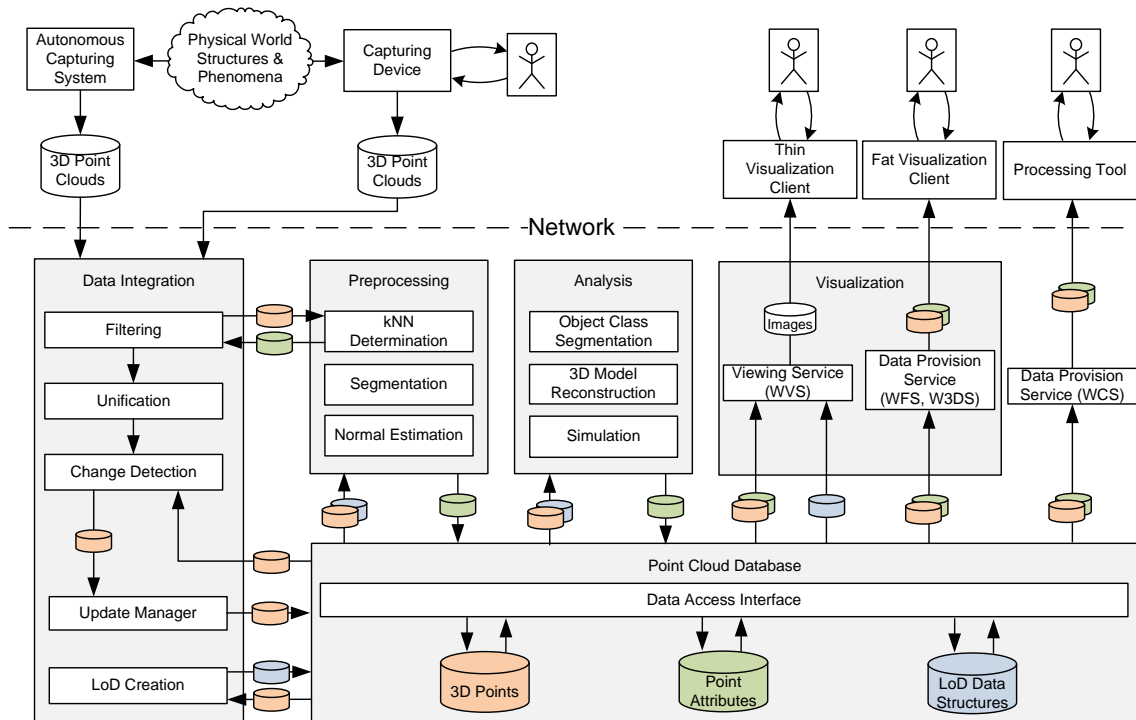 Autonomous
Capturing
System
Physical World
Structures &
Phenomena
Capturing
Device
3D Point
Clouds
3D Point
Clouds
Thin
Visualization
Client
Fat Visualization
Client
Processing Tool
Network
Data Integration
Filtering
Unification
Change Detection
Update Manager
LoD Creation
Preprocessing
kNN
Determination
Segmentation
Normal Estimation
Analysis
Object Class
Segmentation
3D Model
Reconstruction
Simulation
Visualization
Images
Viewing Service
(WVS)
Data Provision
Service
(WFS, W3DS)
Data Provision
Service (WCS)
Point Cloud Database
Data Access Interface
3D Points
Point
Attributes
LoD Data
Structures